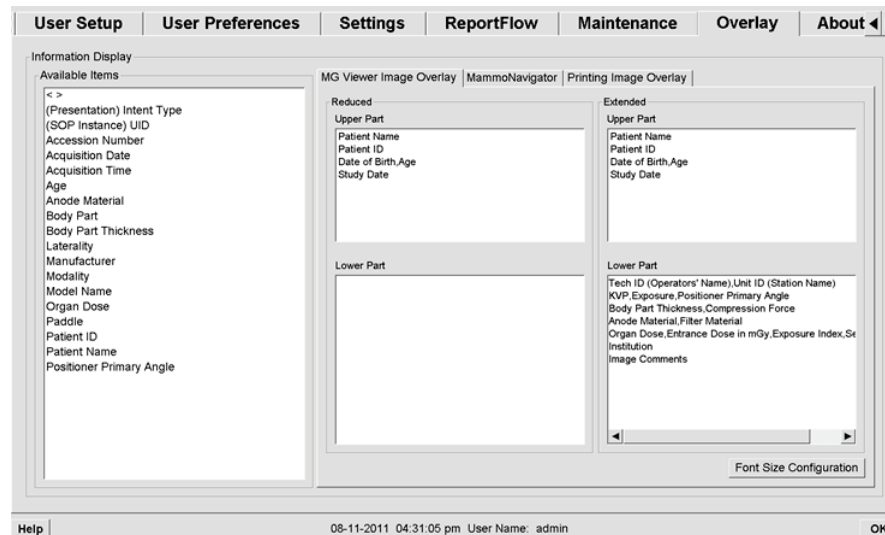 User Setup User Preferences Settings ReportFlow Maintenance Overlay About
Information Display
Available Items
< >
(Presentation) Intent Type
(SOP Instance) UID
Accession Number
Acquisition Date
Acquisition Time
Age
Anode Material
Body Part
Body Part Thickness
Laterality
Manufacturer
Modality
Model Name
Organ Dose
Paddle
Patient ID
Patient Name
Positioner Primary Angle
MG Viewer Image Overlay MammoNavigator Printing Image Overlay
Reduced
Upper Part
Patient Name
Patient ID
Date of Birth,Age
Study Date
Lower Part
Extended
Upper Part
Patient Name
Patient ID
Date of Birth,Age
Study Date
Lower Part
Tech ID (Operators' Name),Unit ID (Station Name)
KVP,Exposure,Positioner Primary Angle
Body Part Thickness,Compression Force
Anode Material,Filter Material
Organ Dose,Entrance Dose in mGy,Exposure Index,Se
Institution
Image Comments
Font Size Configuration
Help 08-11-2011 04:31:05 pm User Name: admin OK